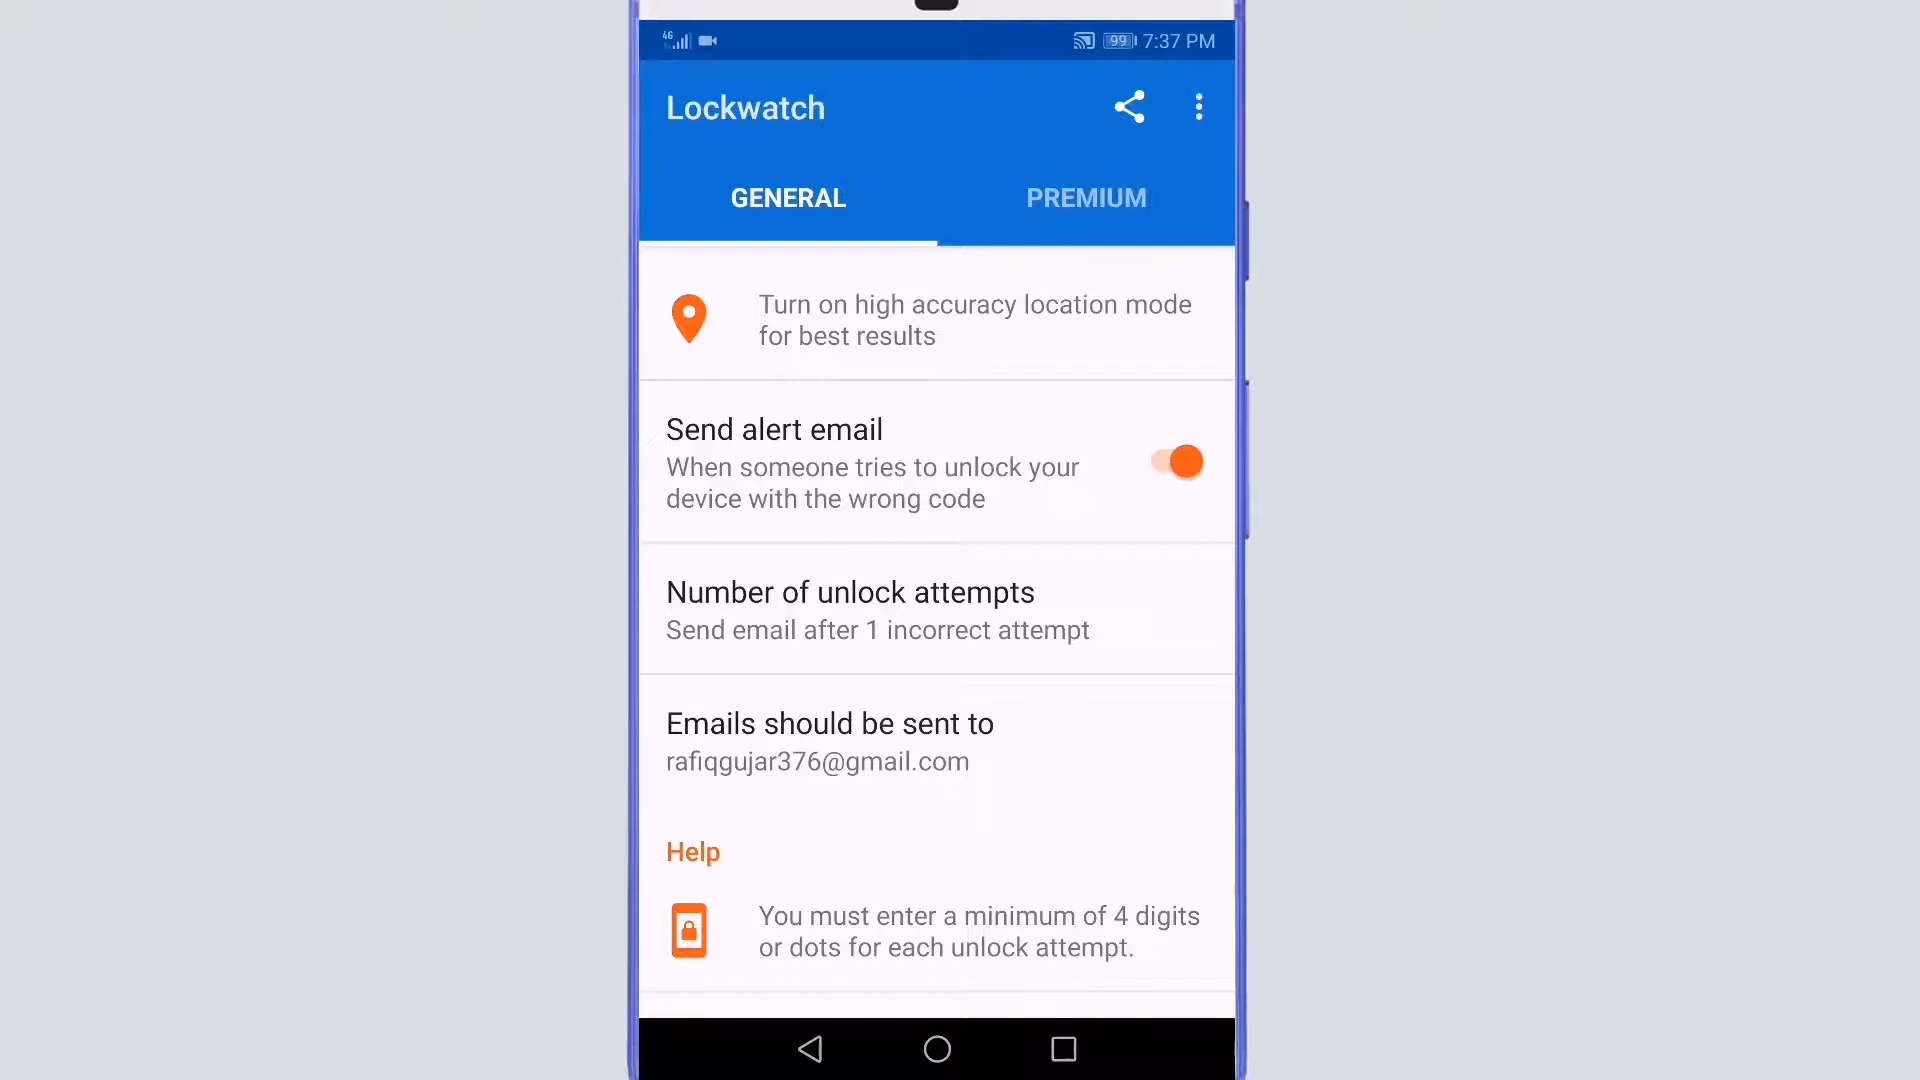 4G 99 7:37 PM
Lockwatch
GENERAL PREMIUM
Turn on high accuracy location mode
for best results
Send alert email
When someone tries to unlock your
device with the wrong code
Number of unlock attempts
Send email after 1 incorrect attempt
Emails should be sent to
rafiqgujar376@gmail.com
Help
You must enter a minimum of 4 digits
or dots for each unlock attempt.